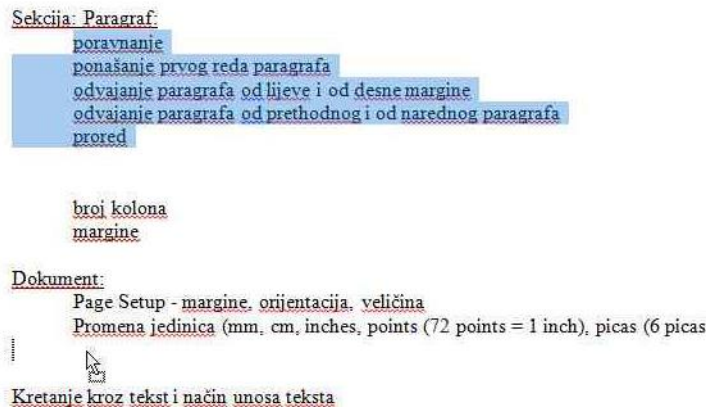 Sekcija: Paragraf:
poravnanje
ponašanje prvog reda paragrafa
odvajanje paragrafa od lijeve i od desne margine
odvajanje paragrafa od prethodnog i od narednog paragrafa
prored
broj kolona
margine
Dokument:
Page Setup - margine, orijentacija, veličina
Promena jedinica (mm, cm, inches, points (72 points = 1 inch), picas (6 picas
Kretanje kroz tekst i način unosa teksta